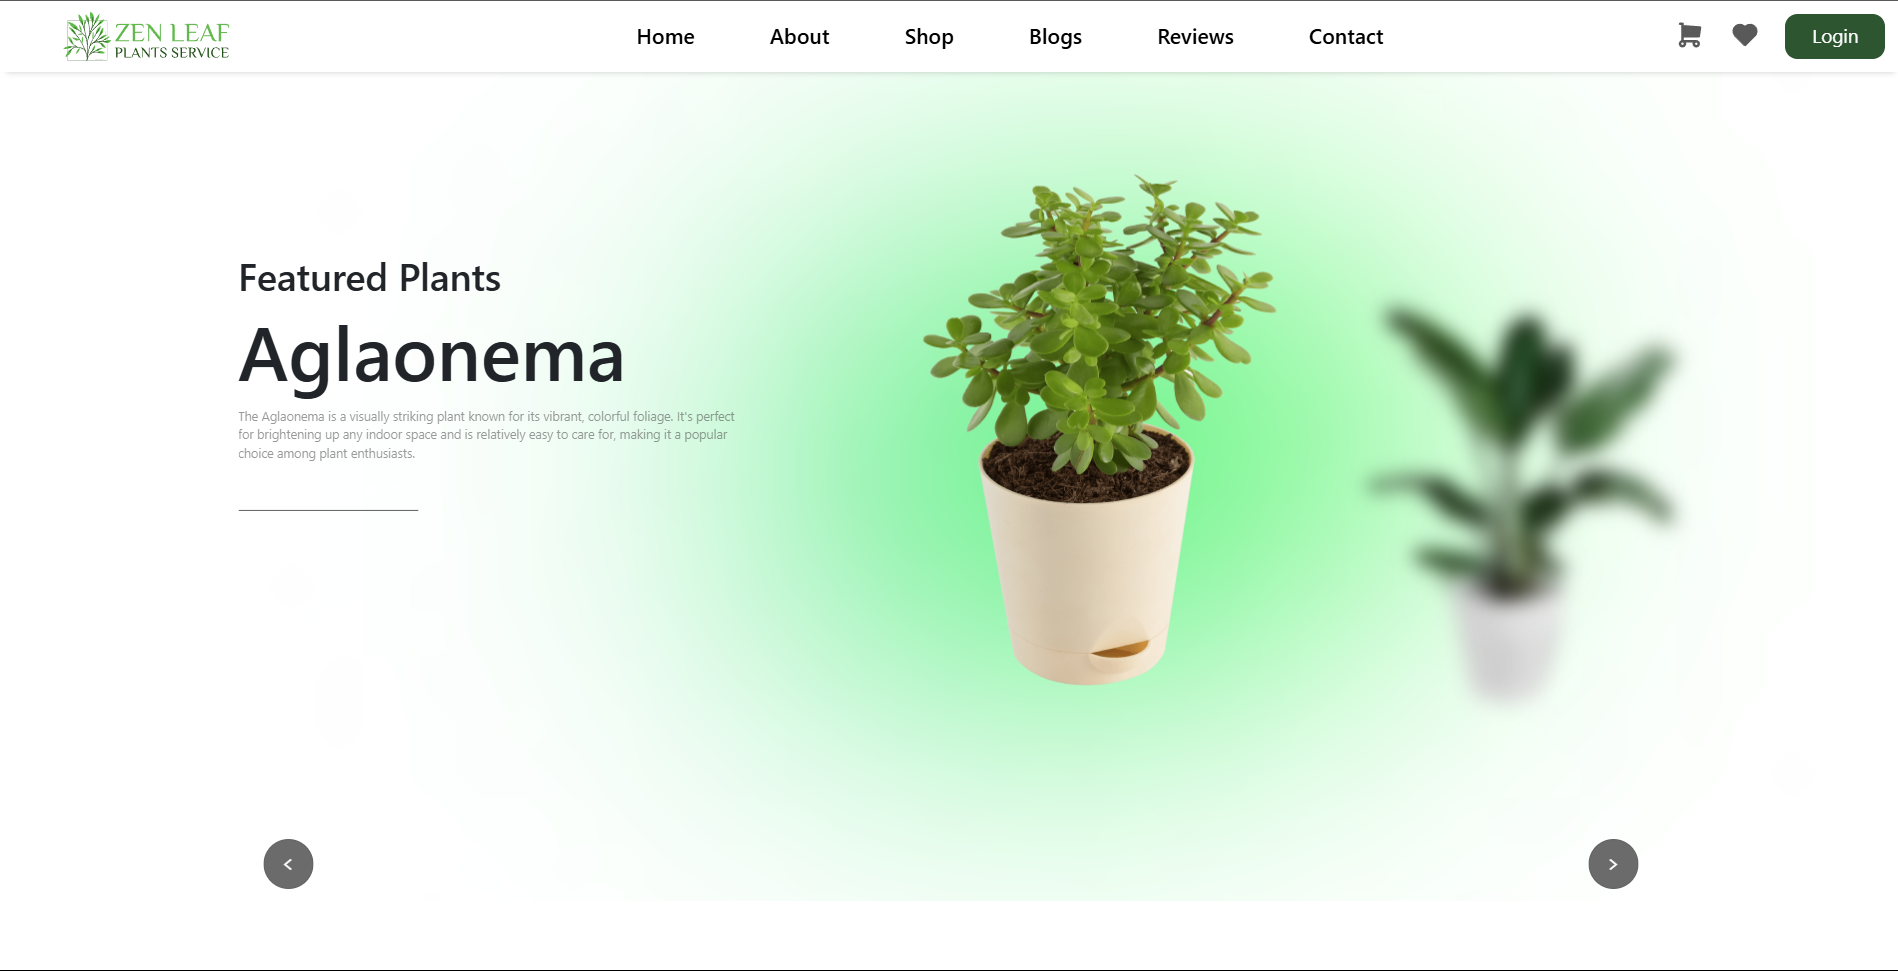 ZEN LEAF
PLANTS SERVICE
Home
About
Shop
Blogs
Reviews
Contact
Login
Featured Plants
Aglaonema
The Aglaonema is a visually striking plant known for its vibrant, colorful foliage. It's perfect
for brightening up any indoor space and is relatively easy to care for, making it a popular
choice among plant enthusiasts.
<
>